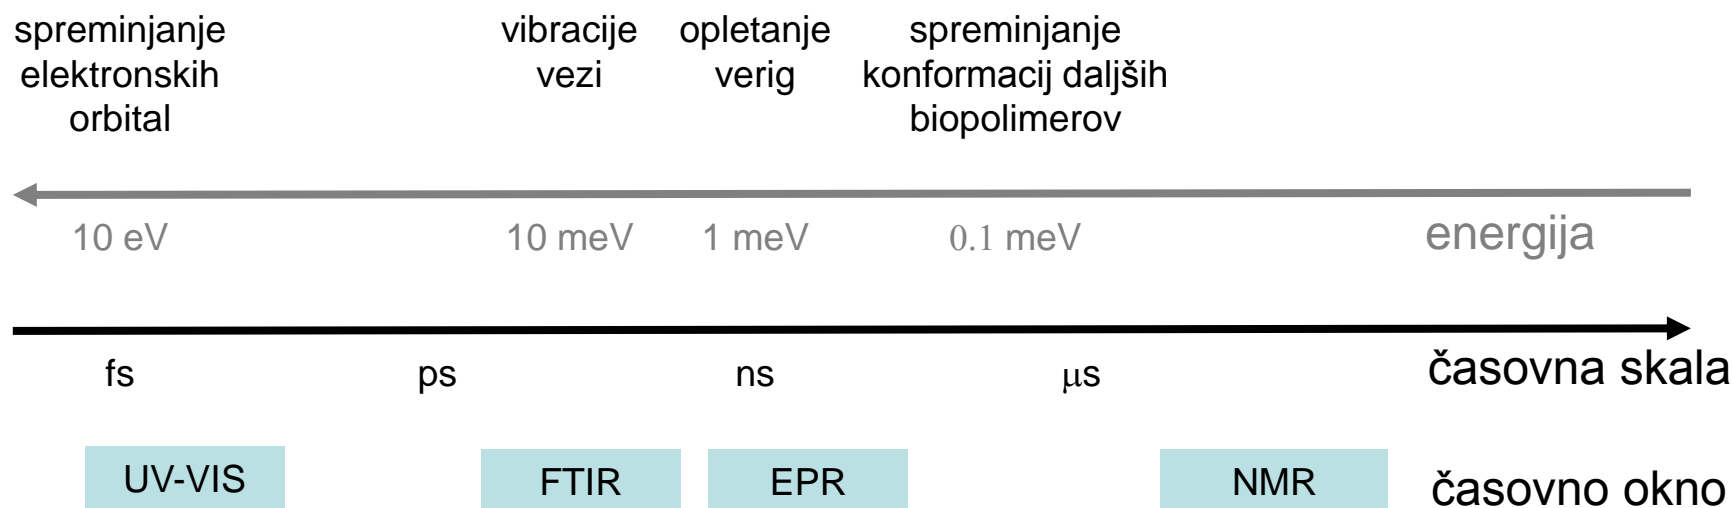 spreminjanje
elektronskih
orbital
vibracije
vezi
opletanje
verig
spreminjanje
konformacij daljših
biopolimerov
10 eV
10 meV
1 meV
0.1 meV
energija
fs
ps
ns
μs
časovna skala
UV-VIS
FTIR
EPR
NMR
časovno okno